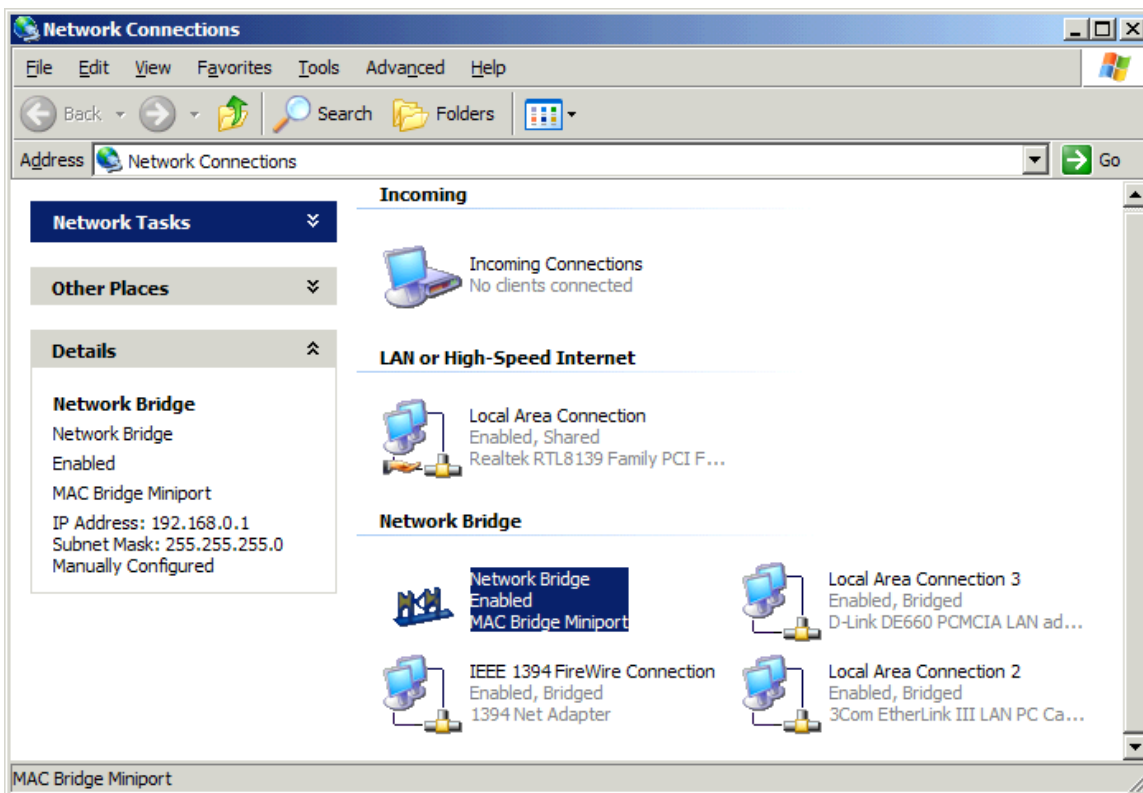 Network Connections
File Edit View Favorites Tools Advanced Help
Back Search Folders
Address Network Connections Go
Network Tasks
Other Places
Details
Network Bridge
Network Bridge
Enabled
MAC Bridge Miniport
IP Address: 192.168.0.1
Subnet Mask: 255.255.255.0
Manually Configured
Incoming
Incoming Connections
No clients connected
LAN or High-Speed Internet
Local Area Connection
Enabled, Shared
Realtek RTL8139 Family PCI F...
Network Bridge
Network Bridge
Enabled
MAC Bridge Miniport
Local Area Connection 3
Enabled, Bridged
D-Link DE660 PCMCIA LAN ad...
IEEE 1394 FireWire Connection
Enabled, Bridged
1394 Net Adapter
Local Area Connection 2
Enabled, Bridged
3Com EtherLink III LAN PC Ca...
MAC Bridge Miniport